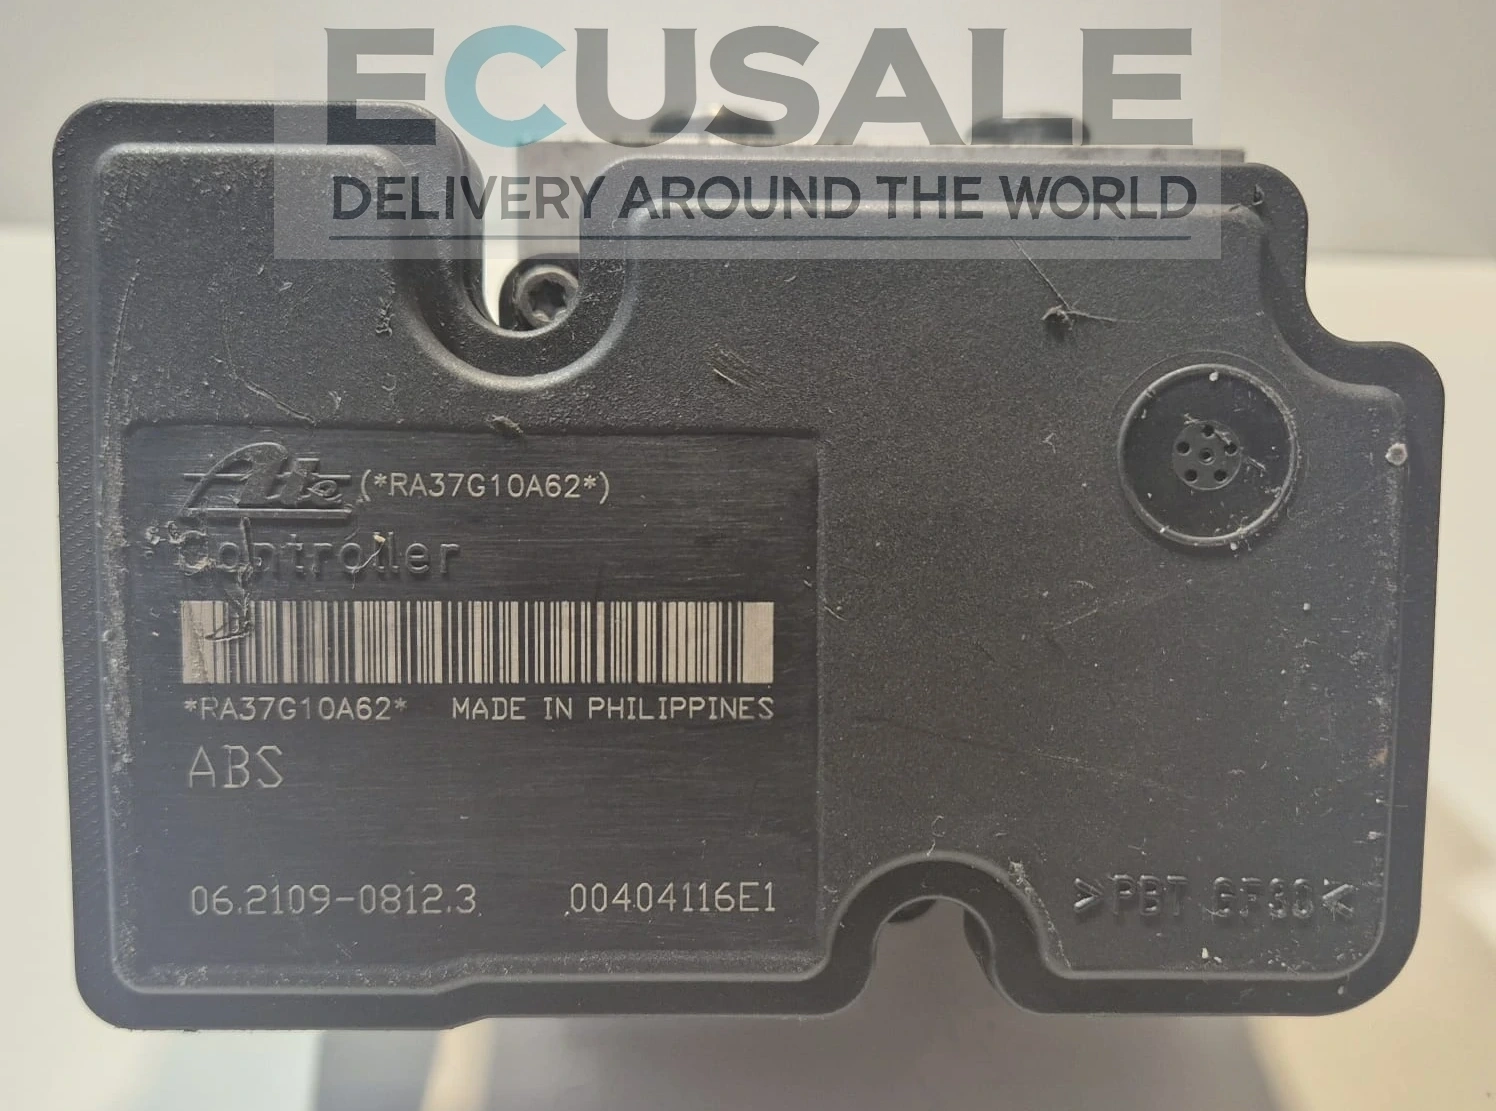 ECUSALE
DELIVERY AROUND THE WORLD
Ate (*RA37G10A62*)
Controller
*RA37G10A62* MADE IN PHILIPPINES
ABS
06.2109-0812.3 00404116E1
>PBT GF30<